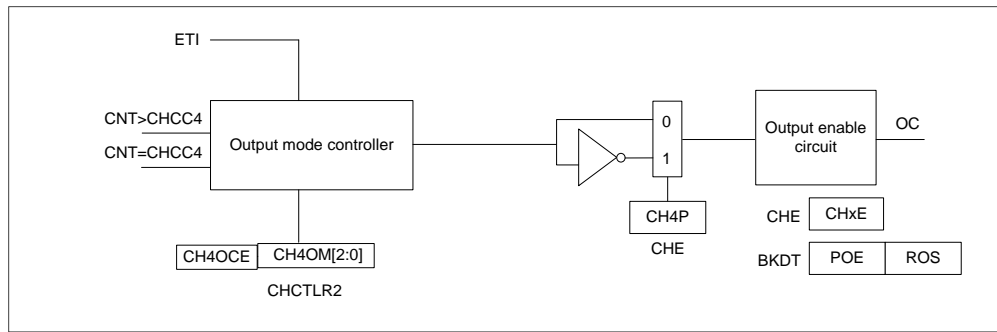 ETI
CNT>CHCC4
CNT=CHCC4
Output mode controller
0
1
Output enable
circuit
OC
CH4P
CHE
CHE
CHxE
BKDT
POE
ROS
CH4OCE
CH4OM[2:0]
CHCTLR2